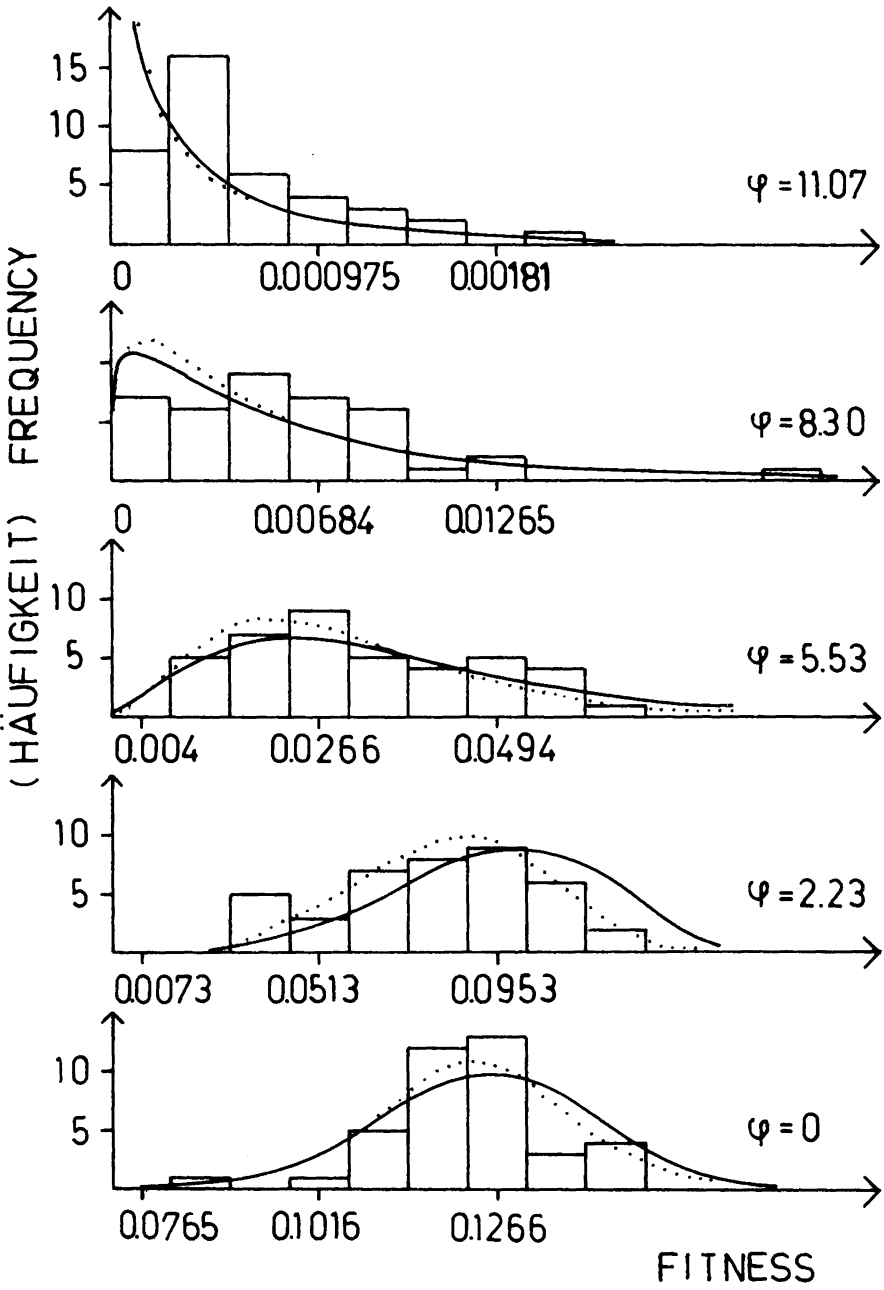 15
10
5
φ = 11.07
0 0.000975 0.00181
φ = 8.30
0 0.00684 0.01265
10
5
φ = 5.53
0.004 0.0266 0.0494
10
5
φ = 2.23
0.0073 0.0513 0.0953
10
5
φ = 0
0.0765 0.1016 0.1266
FITNESS
(HÄUFIGKEIT) FREQUENCY